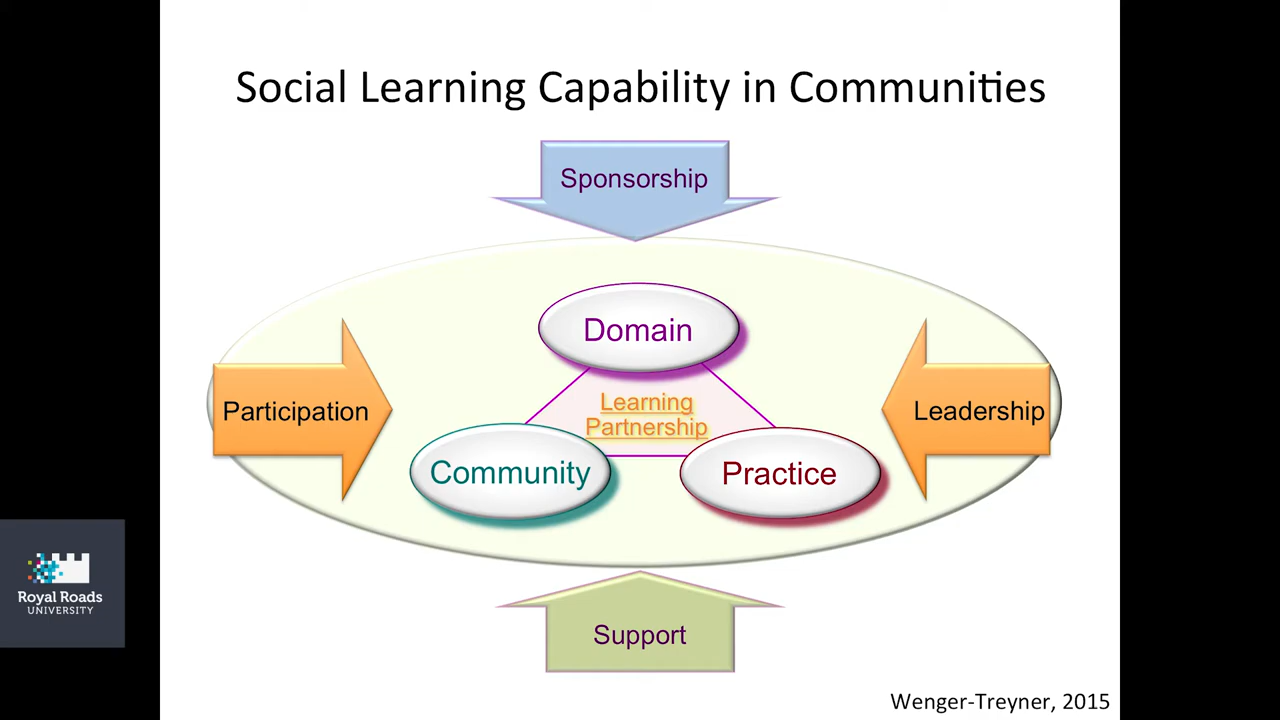 Social Learning Capability in Communities
Sponsorship
Domain
Participation
Learning
Partnership
Leadership
Community
Practice
Royal Roads
UNIVERSITY
Support
Wenger-Treyner, 2015